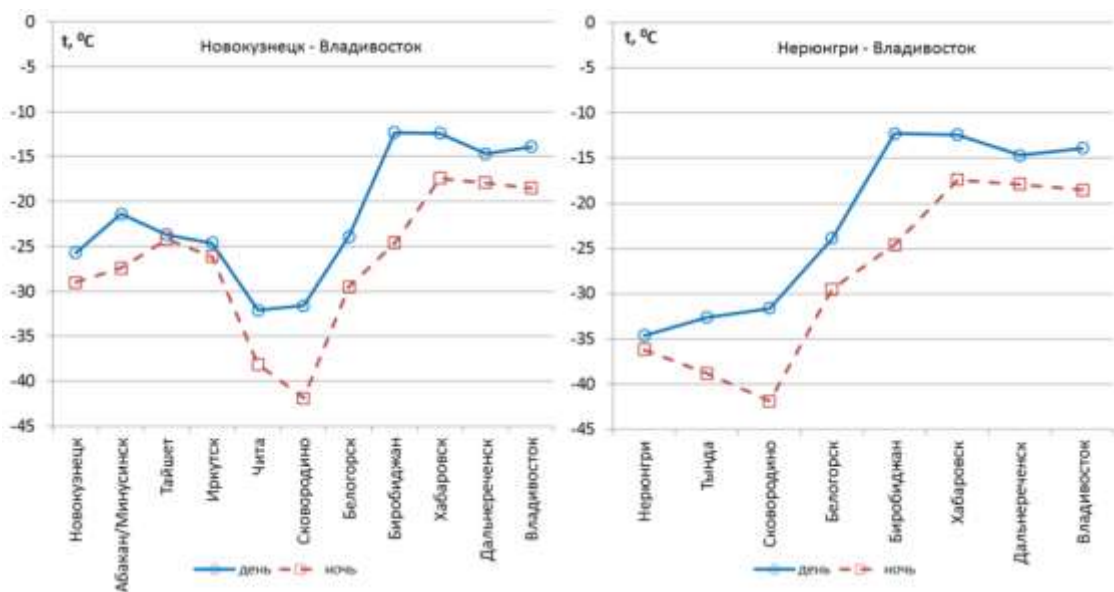 t, ⁰C
Новокузнецк - Владивосток
0
-5
-10
-15
-20
-25
-30
-35
-40
-45
Новокузнецк
Абакан/Минусинск
Тайшет
Иркутск
Чита
Сковородино
Белогорск
Биробиджан
Хабаровск
Дальнереченск
Владивосток
день
ночь
t, ⁰C
Нерюнгри - Владивосток
0
-5
-10
-15
-20
-25
-30
-35
-40
-45
Нерюнгри
Тында
Сковородино
Белогорск
Биробиджан
Хабаровск
Дальнереченск
Владивосток
день
ночь